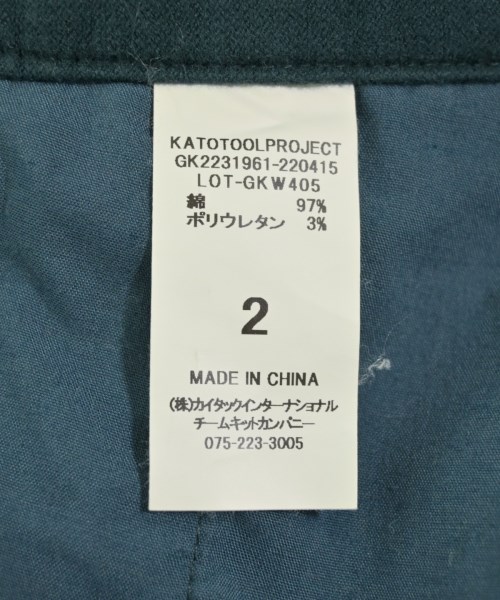 KATOTOOLPROJECT
GK2231961-220415
LOT-GKW405
綿 97%
ポリウレタン 3%
2
MADE IN CHINA
(株)カイタックインターナショナル
チームキットカンパニー
075-223-3005